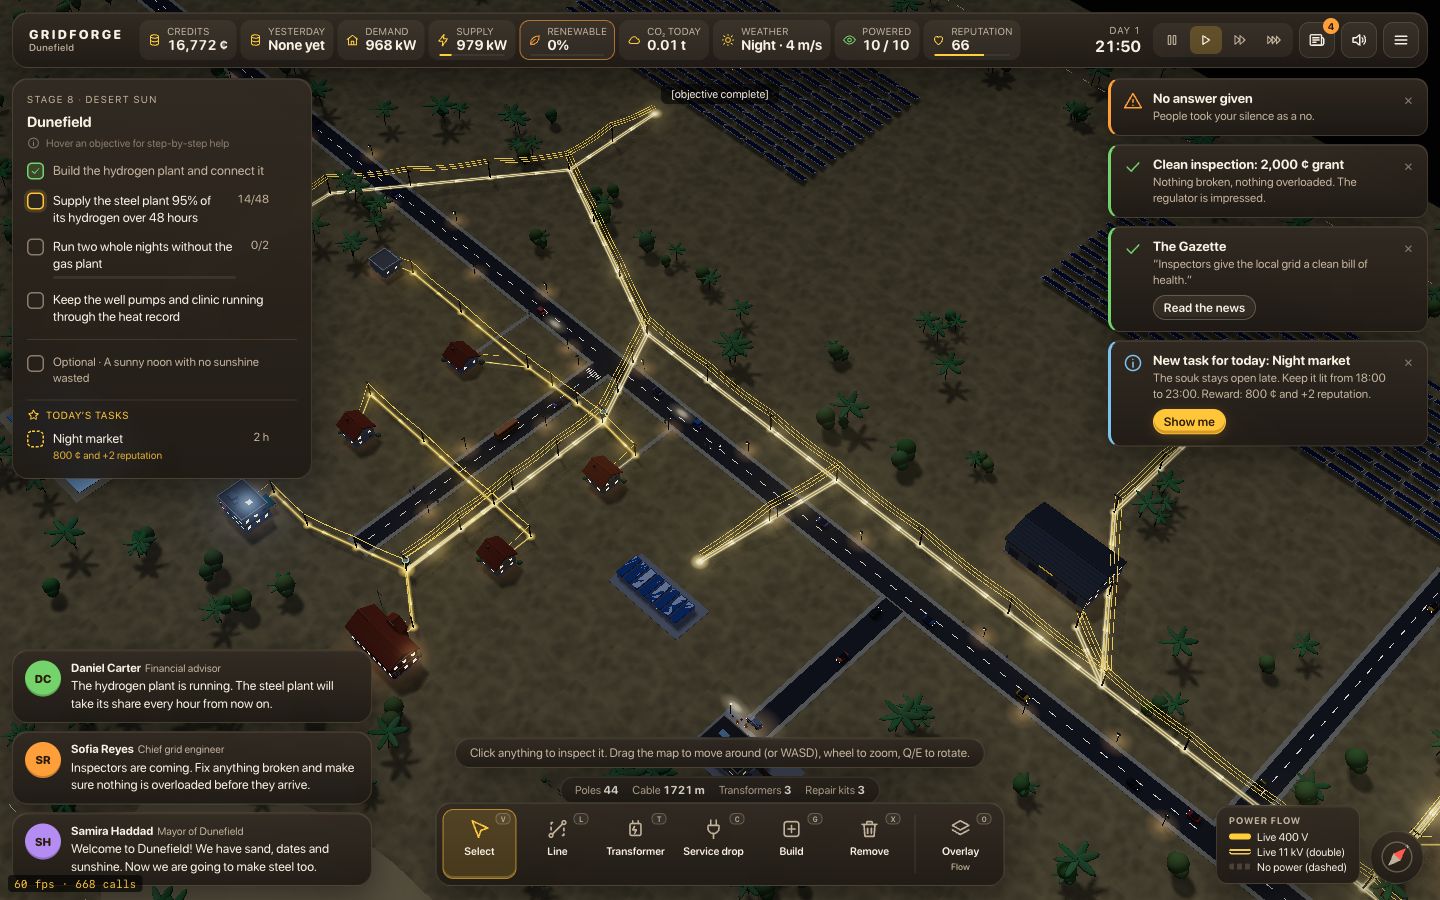 GRIDFORGE
Dunefield
CREDITS
16,772 ¢
YESTERDAY
None yet
DEMAND
968 kW
SUPPLY
979 kW
RENEWABLE
0%
CO₂ TODAY
0.01 t
WEATHER
Night · 4 m/s
POWERED
10 / 10
REPUTATION
66
DAY 1
21:50
4
[objective complete]
STAGE 8 · DESERT SUN
Dunefield
Hover an objective for step-by-step help
Build the hydrogen plant and connect it
Supply the steel plant 95% of 14/48
its hydrogen over 48 hours
Run two whole nights without the 0/2
gas plant
Keep the well pumps and clinic running
through the heat record
Optional · A sunny noon with no sunshine
wasted
TODAY'S TASKS
Night market 2 h
800 ¢ and +2 reputation
No answer given
People took your silence as a no.
Clean inspection: 2,000 ¢ grant
Nothing broken, nothing overloaded. The
regulator is impressed.
The Gazette
“Inspectors give the local grid a clean bill of
health.”
Read the news
New task for today: Night market
The souk stays open late. Keep it lit from 18:00
to 23:00. Reward: 800 ¢ and +2 reputation.
Show me
DC
Daniel Carter Financial advisor
The hydrogen plant is running. The steel plant will
take its share every hour from now on.
SR
Sofia Reyes Chief grid engineer
Inspectors are coming. Fix anything broken and make
sure nothing is overloaded before they arrive.
SH
Samira Haddad Mayor of Dunefield
Welcome to Dunefield! We have sand, dates and
sunshine. Now we are going to make steel too.
60 fps · 668 calls
Click anything to inspect it. Drag the map to move around (or WASD), wheel to zoom, Q/E to rotate.
Poles 44 Cable 1721 m Transformers 3 Repair kits 3
V
Select
L
Line
T
Transformer
C
Service drop
G
Build
X
Remove
O
Overlay
Flow
POWER FLOW
Live 400 V
Live 11 kV (double)
No power (dashed)